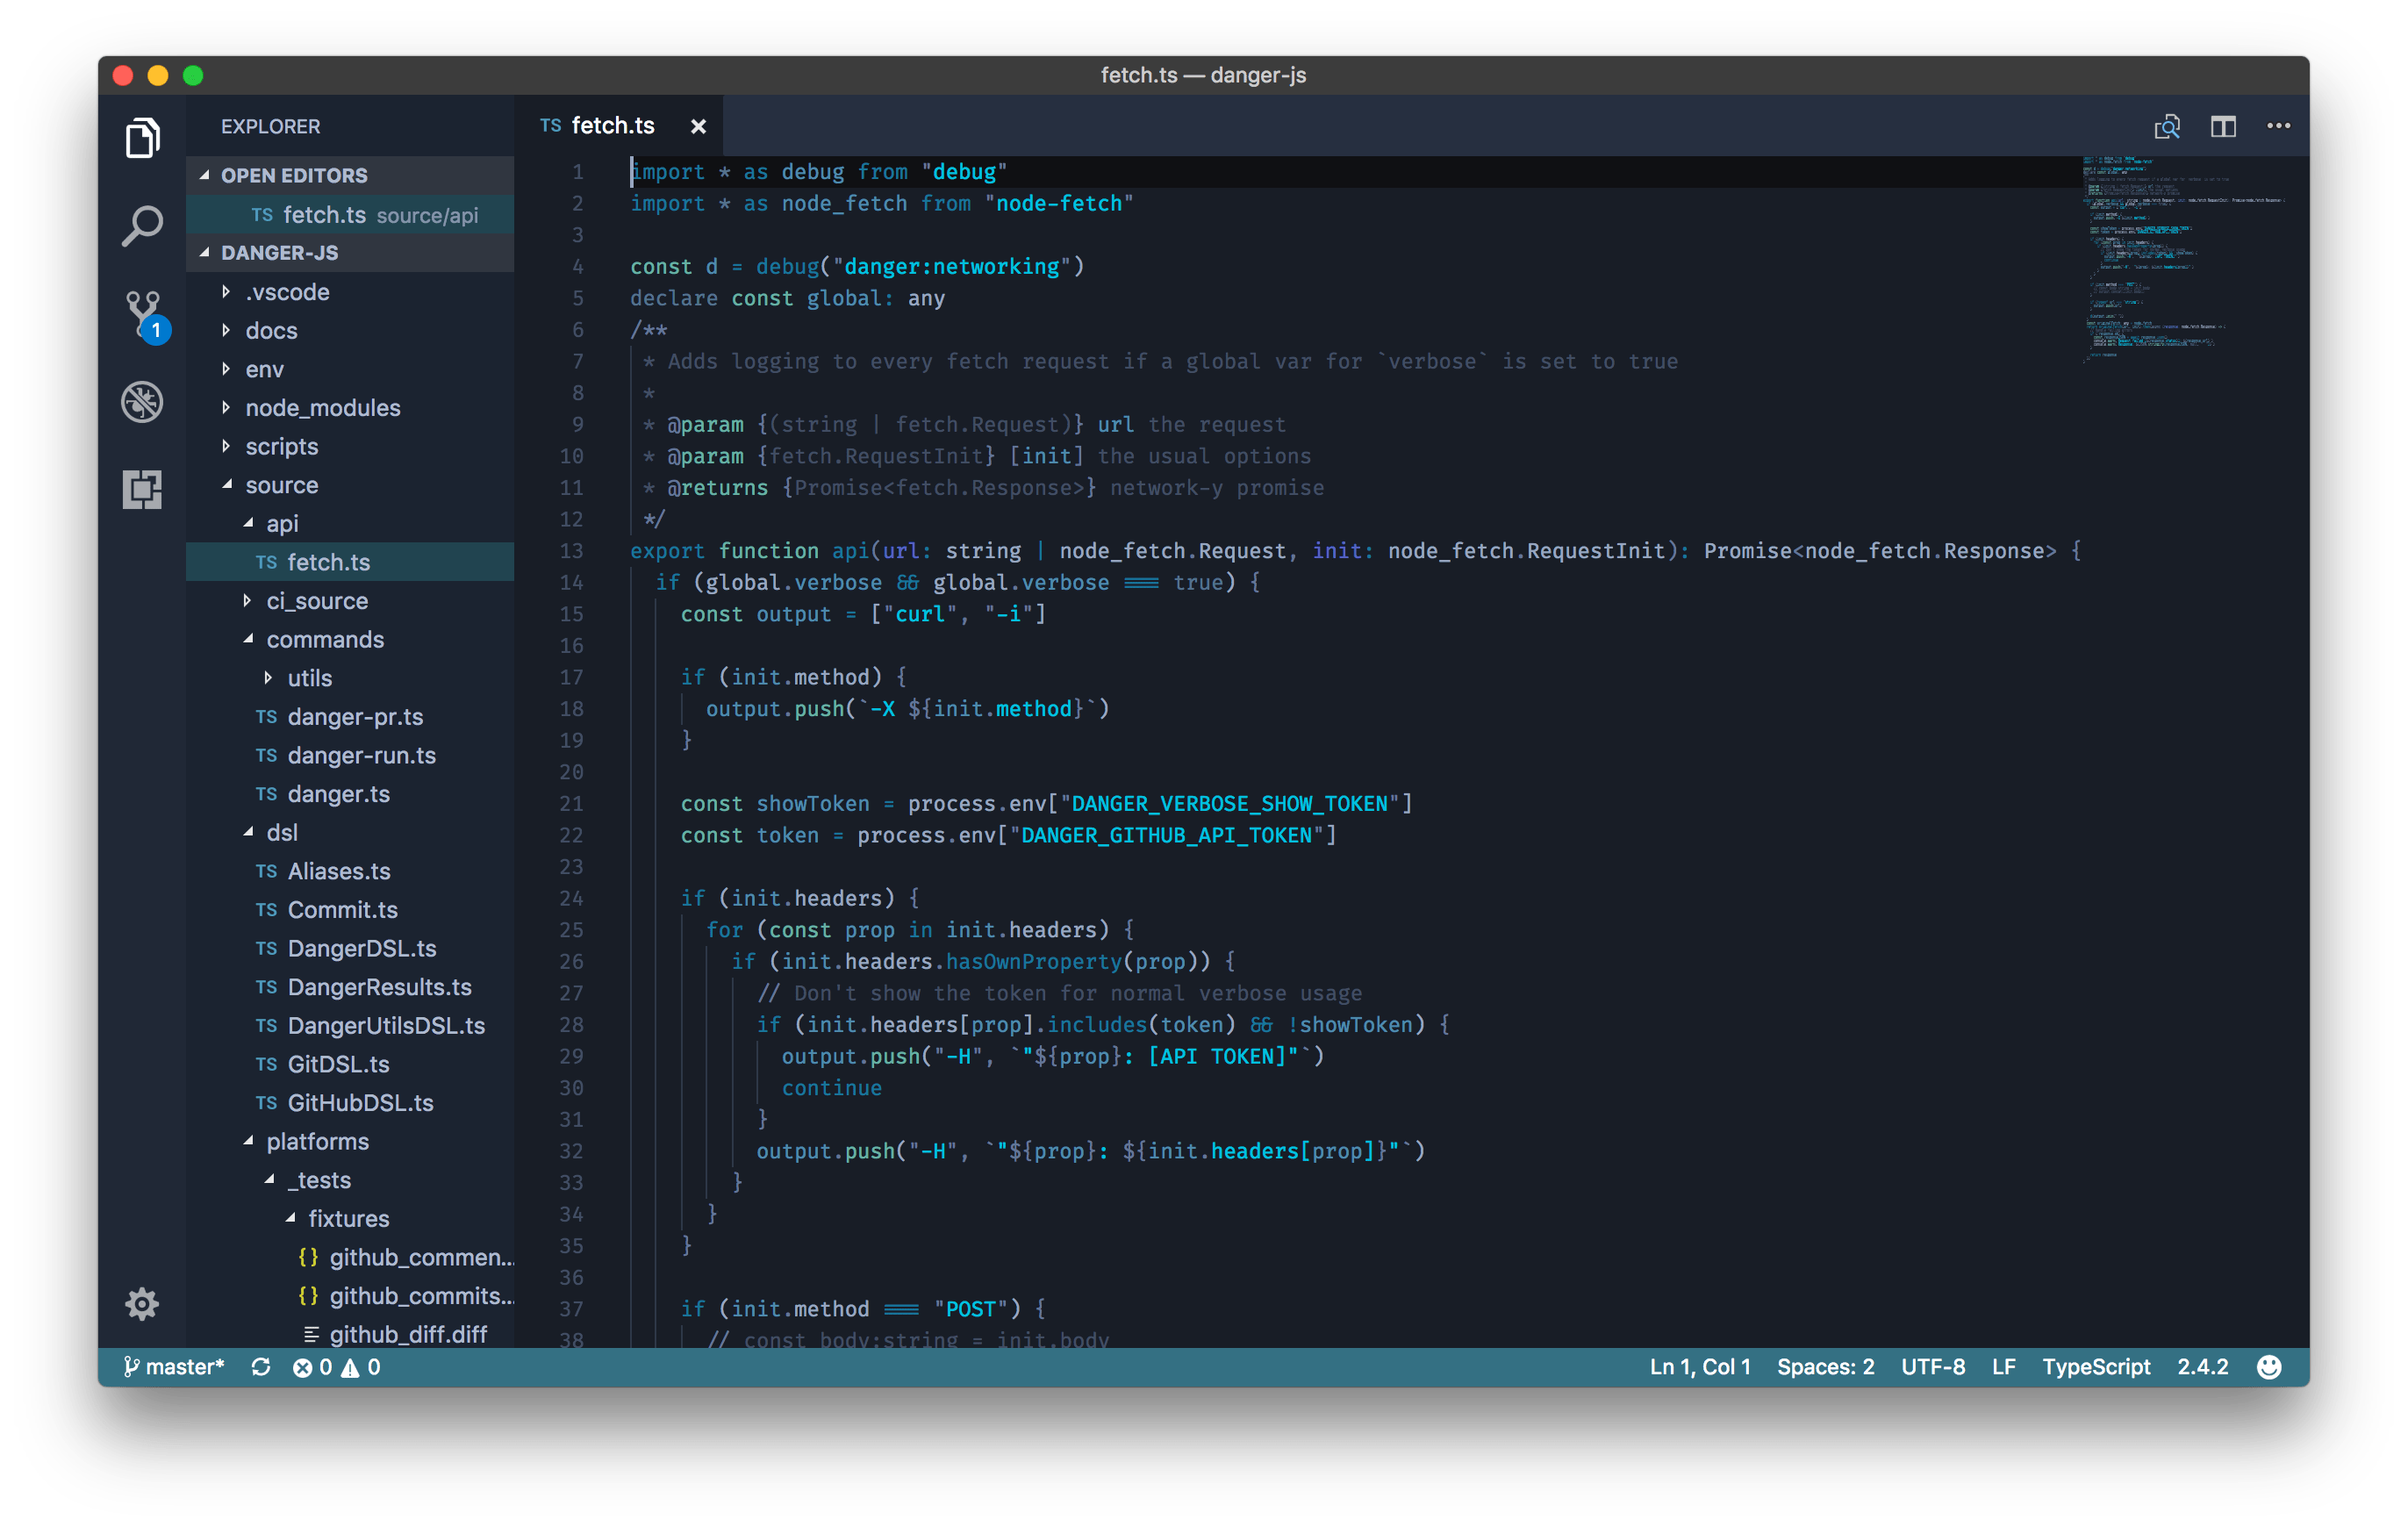 fetch.ts — danger-js
EXPLORER
OPEN EDITORS
TS fetch.ts source/api
DANGER-JS
.vscode
docs
env
node_modules
scripts
source
api
TS fetch.ts
ci_source
commands
utils
TS danger-pr.ts
TS danger-run.ts
TS danger.ts
dsl
TS Aliases.ts
TS Commit.ts
TS DangerDSL.ts
TS DangerResults.ts
TS DangerUtilsDSL.ts
TS GitDSL.ts
TS GitHubDSL.ts
platforms
_tests
fixtures
{} github_commen...
{} github_commits...
github_diff.diff
1
TS fetch.ts ×
1 import * as debug from "debug"
2 import * as node_fetch from "node-fetch"
3
4 const d = debug("danger:networking")
5 declare const global: any
6 /**
7 * Adds logging to every fetch request if a global var for `verbose` is set to true
8 *
9 * @param {(string | fetch.Request)} url the request
10 * @param {fetch.RequestInit} [init] the usual options
11 * @returns {Promise<fetch.Response>} network-y promise
12 */
13 export function api(url: string | node_fetch.Request, init: node_fetch.RequestInit): Promise<node_fetch.Response> {
14 if (global.verbose && global.verbose === true) {
15 const output = ["curl", "-i"]
16
17 if (init.method) {
18 output.push(`-X ${init.method}`)
19 }
20
21 const showToken = process.env["DANGER_VERBOSE_SHOW_TOKEN"]
22 const token = process.env["DANGER_GITHUB_API_TOKEN"]
23
24 if (init.headers) {
25 for (const prop in init.headers) {
26 if (init.headers.hasOwnProperty(prop)) {
27 // Don't show the token for normal verbose usage
28 if (init.headers[prop].includes(token) && !showToken) {
29 output.push("-H", `"${prop}: [API TOKEN]"`)
30 continue
31 }
32 output.push("-H", `"${prop}: ${init.headers[prop]}"`)
33 }
34 }
35 }
36
37 if (init.method === "POST") {
38 // const body:string = init.body
master* 0 0
Ln 1, Col 1 Spaces: 2 UTF-8 LF TypeScript 2.4.2